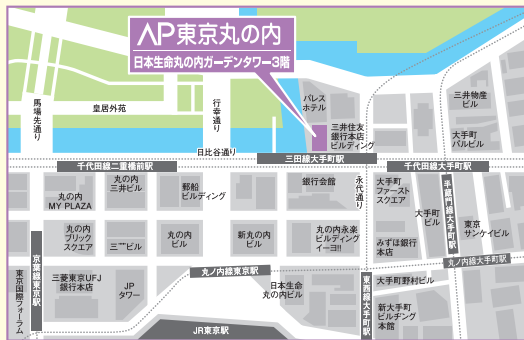 AP東京丸の内
日本生命丸の内ガーデンタワー3階
馬場先通り
皇居外苑
行幸通り
日比谷通り
パレス
ホテル
三井住友
銀行本店
ビルディング
三井物産
ビル
大手町
パルビル
千代田線二重橋前駅
三田線大手町駅
千代田線大手町駅
丸の内
MY PLAZA
丸の内
三井ビル
郵船
ビルディング
銀行会館
永代通り
大手町
ファースト
スクエア
大手町
ビル
半蔵門線大手町駅
東京
サンケイビル
丸の内
ブリック
スクエア
三菱ビル
丸の内
ビル
新丸の内
ビル
丸の内永楽
ビルディング
イーヨ!!
みずほ銀行
本店
丸ノ内線大手町駅
京葉線東京駅
東京国際フォーラム
三菱東京UFJ
銀行本店
JP
タワー
丸ノ内線東京駅
日本生命
丸の内ビル
東西線大手町駅
大手町野村ビル
新大手町
ビルヂング
本館
JR東京駅